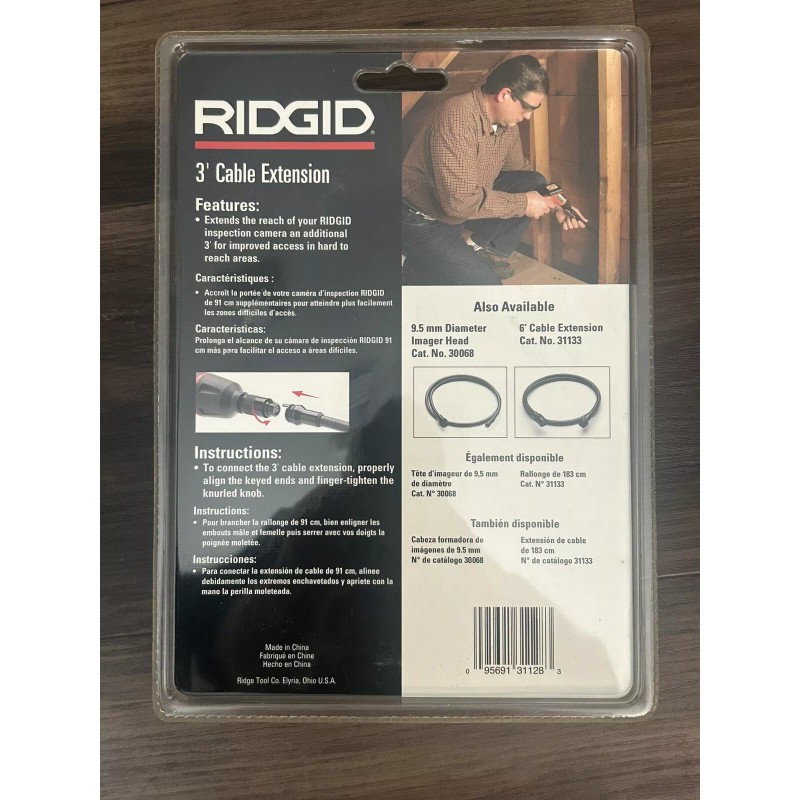 RIDGID®
3' Cable Extension
Features:
• Extends the reach of your RIDGID
inspection camera an additional
3' for improved access in hard to
reach areas.
Caractéristiques :
• Accroît la portée de votre caméra d'inspection RIDGID
de 91 cm supplémentaires pour atteindre plus facilement
les zones difficiles d'accès.
Caracteristicas:
Prolonga el alcance de su cámara de inspección RIDGID 91
cm más para facilitar el acceso a áreas difíciles.
Instructions:
• To connect the 3' cable extension, properly
align the keyed ends and finger-tighten the
knurled knob.
Instructions:
• Pour brancher la rallonge de 91 cm, bien enligner les
embouts mâle et femelle puis serrer avec vos doigts la
poignée moletée.
Instrucciones:
• Para conectar la extensión de cable de 91 cm, alinee
debidamente los extremos enchavetados y apriete con la
mano la perilla moleteada.
Made in China
Fabriqué en Chine
Hecho en China
Ridge Tool Co. Elyria, Ohio U.S.A.
Also Available
9.5 mm Diameter
Imager Head
Cat. No. 30068
6' Cable Extension
Cat. No. 31133
Également disponible
Tête d'imageur de 9,5 mm
de diamètre
Cat. N° 30068
Rallonge de 183 cm
Cat. N° 31133
También disponible
Cabeza formadora de
imágenes de 9.5 mm
N° de catálogo 30068
Extensión de cable
de 183 cm
N° de catálogo 31133
0 95691 31128 3